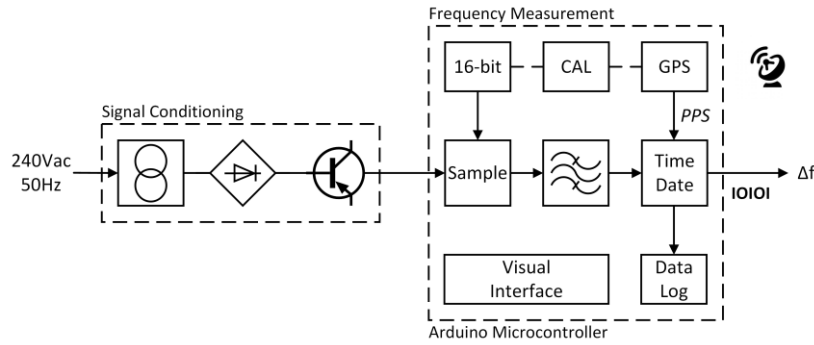 Frequency Measurement
16-bit
CAL
GPS
Signal Conditioning
PPS
240Vac
50Hz
Sample
Time
Date
Δf
IOIOI
Visual
Interface
Data
Log
Arduino Microcontroller